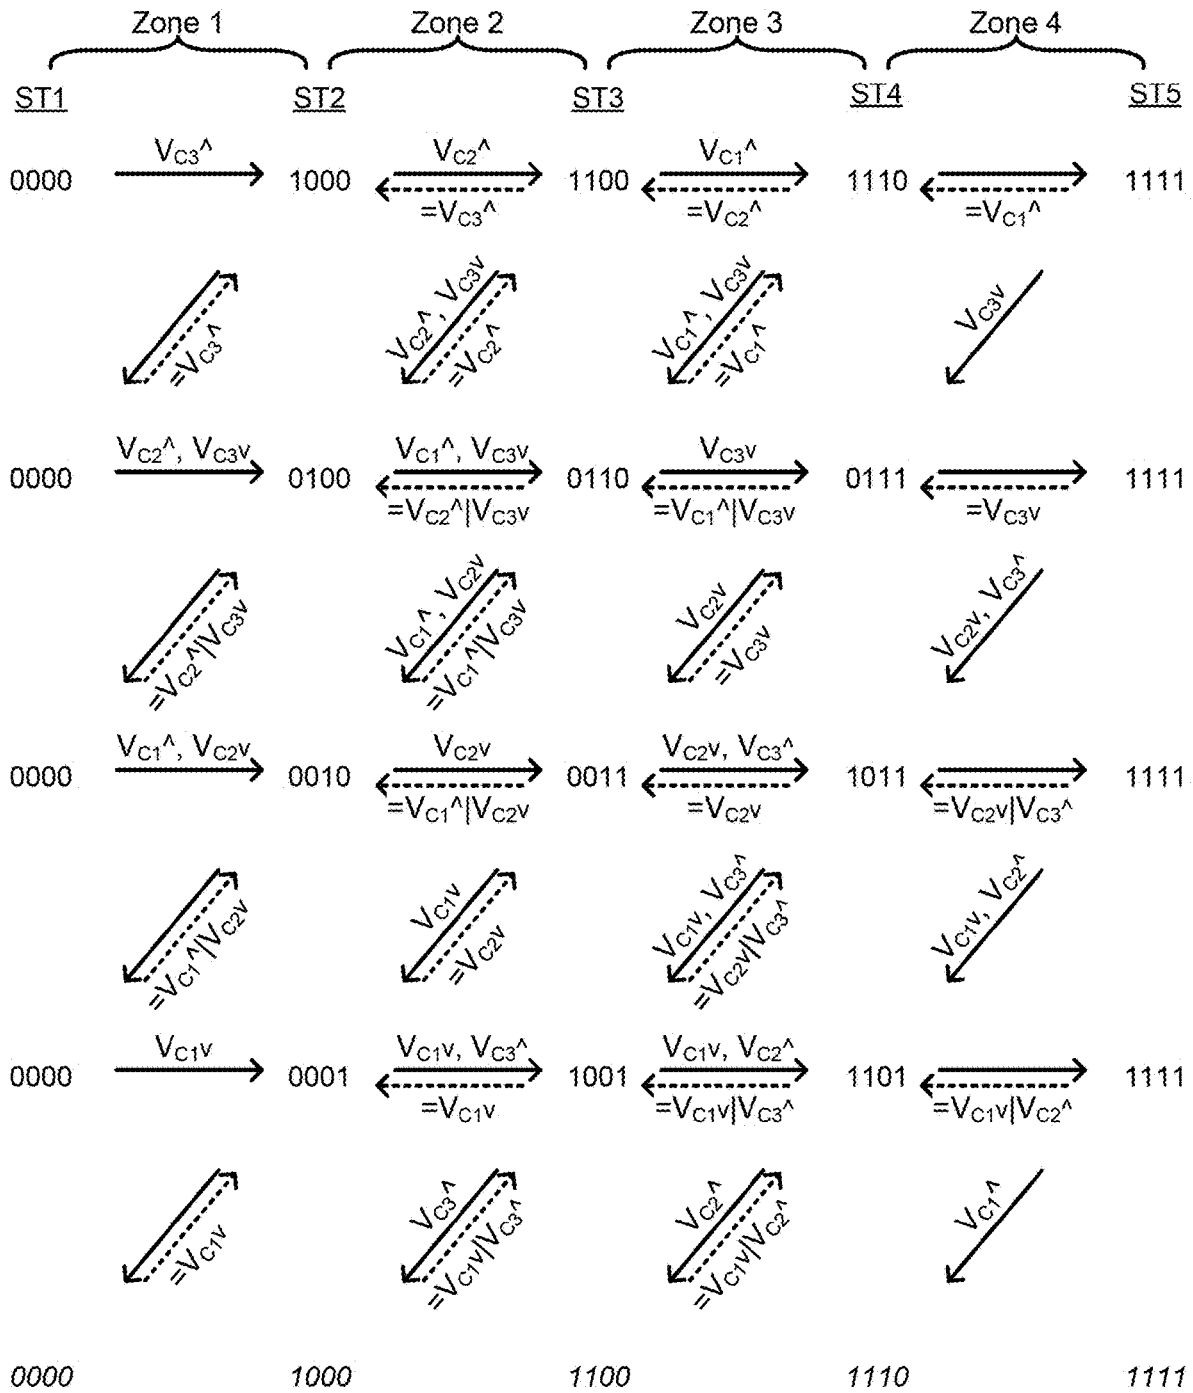 Zone 1 Zone 2 Zone 3 Zone 4
ST1 ST2 ST3 ST4 ST5
VC3^ VC2^ VC1^
0000 1000 1100 1110 1111
=VC3^ =VC2^ =VC1^
=VC3^ VC2^, VC3v =VC2^ VC1^, VC3v =VC1^ VC3v
VC2^, VC3v VC1^, VC3v VC3v
0000 0100 0110 0111 1111
=VC2^|VC3v =VC1^|VC3v =VC3v
=VC2^|VC3v VC1^, VC2v =VC1^|VC3v VC2v =VC3v VC2v, VC3^
VC1^, VC2v VC2v VC2v, VC3^
0000 0010 0011 1011 1111
=VC1^|VC2v =VC2v =VC2v|VC3^
=VC1^|VC2v VC1v =VC2v VC1v, VC3^ =VC2v|VC3^ VC1v, VC2^
VC1v VC1v, VC3^ VC1v, VC2^
0000 0001 1001 1101 1111
=VC1v =VC1v|VC3^ =VC1v|VC2^
=VC1v VC3^ =VC1v|VC3^ VC2^ =VC1v|VC2^ VC1^
0000 1000 1100 1110 1111